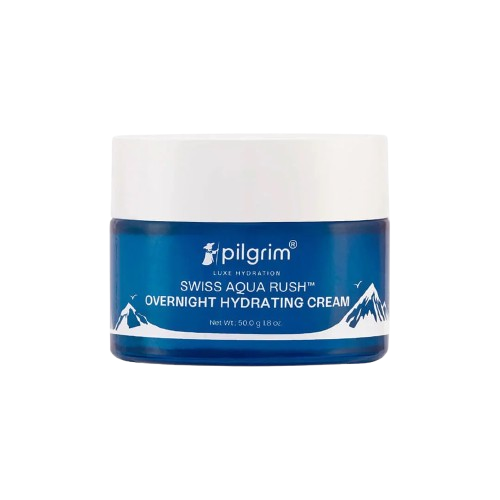 pilgrim®
LUXE HYDRATION
SWISS AQUA RUSH™
OVERNIGHT HYDRATING CREAM
Net Wt: 50.0 g 1.8 oz.